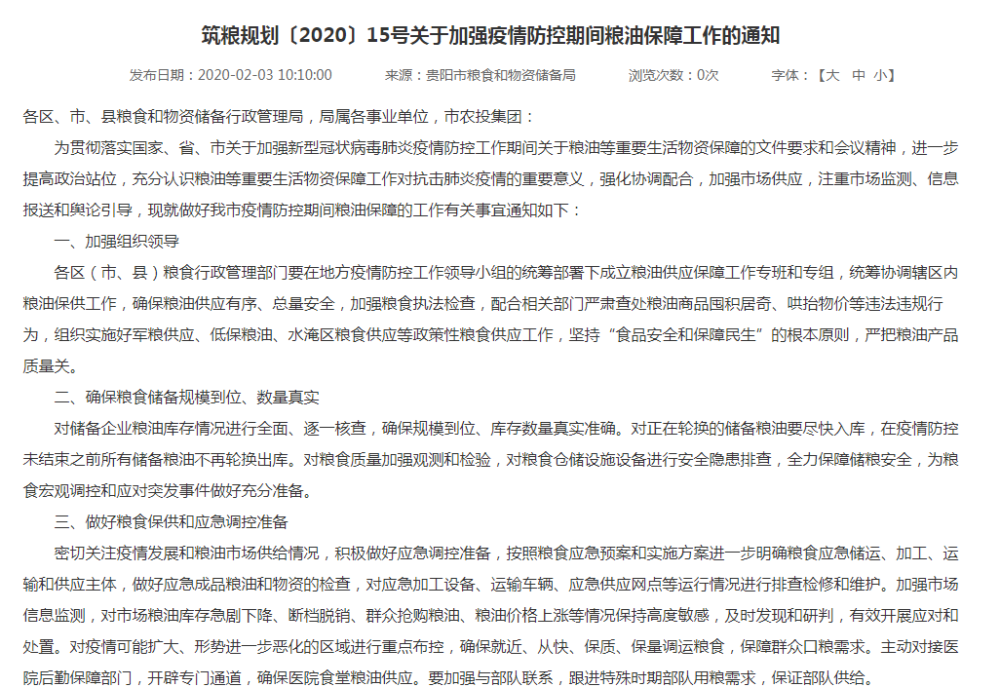 筑粮规划〔2020〕15号关于加强疫情防控期间粮油保障工作的通知
发布日期：2020-02-03 10:10:00 来源：贵阳市粮食和物资储备局 浏览次数：0次 字体：【大 中 小】
各区、市、县粮食和物资储备行政管理局，局属各事业单位，市农投集团：
为贯彻落实国家、省、市关于加强新型冠状病毒肺炎疫情防控工作期间关于粮油等重要生活物资保障的文件要求和会议精神，进一步
提高政治站位，充分认识粮油等重要生活物资保障工作对抗击肺炎疫情的重要意义，强化协调配合，加强市场供应，注重市场监测、信息
报送和舆论引导，现就做好我市疫情防控期间粮油保障的工作有关事宜通知如下：
一、加强组织领导
各区（市、县）粮食行政管理部门要在地方疫情防控工作领导小组的统筹部署下成立粮油供应保障工作专班和专组，统筹协调辖区内
粮油保供工作，确保粮油供应有序、总量安全，加强粮食执法检查，配合相关部门严肃查处粮油商品囤积居奇、哄抬物价等违法违规行
为，组织实施好军粮供应、低保粮油、水淹区粮食供应等政策性粮食供应工作，坚持“食品安全和保障民生”的根本原则，严把粮油产品
质量关。
二、确保粮食储备规模到位、数量真实
对储备企业粮油库存情况进行全面、逐一核查，确保规模到位、库存数量真实准确。对正在轮换的储备粮油要尽快入库，在疫情防控
未结束之前所有储备粮油不再轮换出库。对粮食质量加强观测和检验，对粮食仓储设施设备进行安全隐患排查，全力保障储粮安全，为粮
食宏观调控和应对突发事件做好充分准备。
三、做好粮食保供和应急调控准备
密切关注疫情发展和粮油市场供给情况，积极做好应急调控准备，按照粮食应急预案和实施方案进一步明确粮食应急储运、加工、运
输和供应主体，做好应急成品粮油和物资的检查，对应急加工设备、运输车辆、应急供应网点等运行情况进行排查检修和维护。加强市场
信息监测，对市场粮油库存急剧下降、断档脱销、群众抢购粮油、粮油价格上涨等情况保持高度敏感，及时发现和研判，有效开展应对和
处置。对疫情可能扩大、形势进一步恶化的区域进行重点布控，确保就近、从快、保质、保量调运粮食，保障群众口粮需求。主动对接医
院后勤保障部门，开辟专门通道，确保医院食堂粮油供应。要加强与部队联系，跟进特殊时期部队用粮需求，保证部队供给。